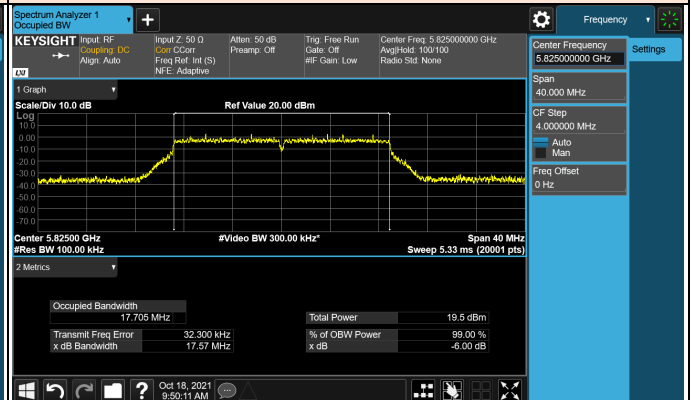 Spectrum Analyzer 1
Occupied BW
Frequency
KEYSIGHT
LXI
Input: RF
Coupling: DC
Align: Auto
Input Z: 50 Ω
Corr CCorr
Freq Ref: Int (S)
NFE: Adaptive
Atten: 50 dB
Preamp: Off
Trig: Free Run
Gate: Off
#IF Gain: Low
Center Freq: 5.825000000 GHz
Avg|Hold: 100/100
Radio Std: None
Center Frequency
5.825000000 GHz
Settings
Span
40.000 MHz
CF Step
4.000000 MHz
Auto
Man
Freq Offset
0 Hz
1 Graph
Scale/Div 10.0 dB
Ref Value 20.00 dBm
Log
10.0
0.00
-10.0
-20.0
-30.0
-40.0
-50.0
-60.0
-70.0
Center 5.82500 GHz
#Video BW 300.00 kHz*
Span 40 MHz
#Res BW 100.00 kHz
Sweep 5.33 ms (20001 pts)
2 Metrics
Occupied Bandwidth
17.705 MHz
Total Power 19.5 dBm
Transmit Freq Error 32.300 kHz
% of OBW Power 99.00 %
x dB Bandwidth 17.57 MHz
x dB -6.00 dB
?
Oct 18, 2021
9:50:11 AM